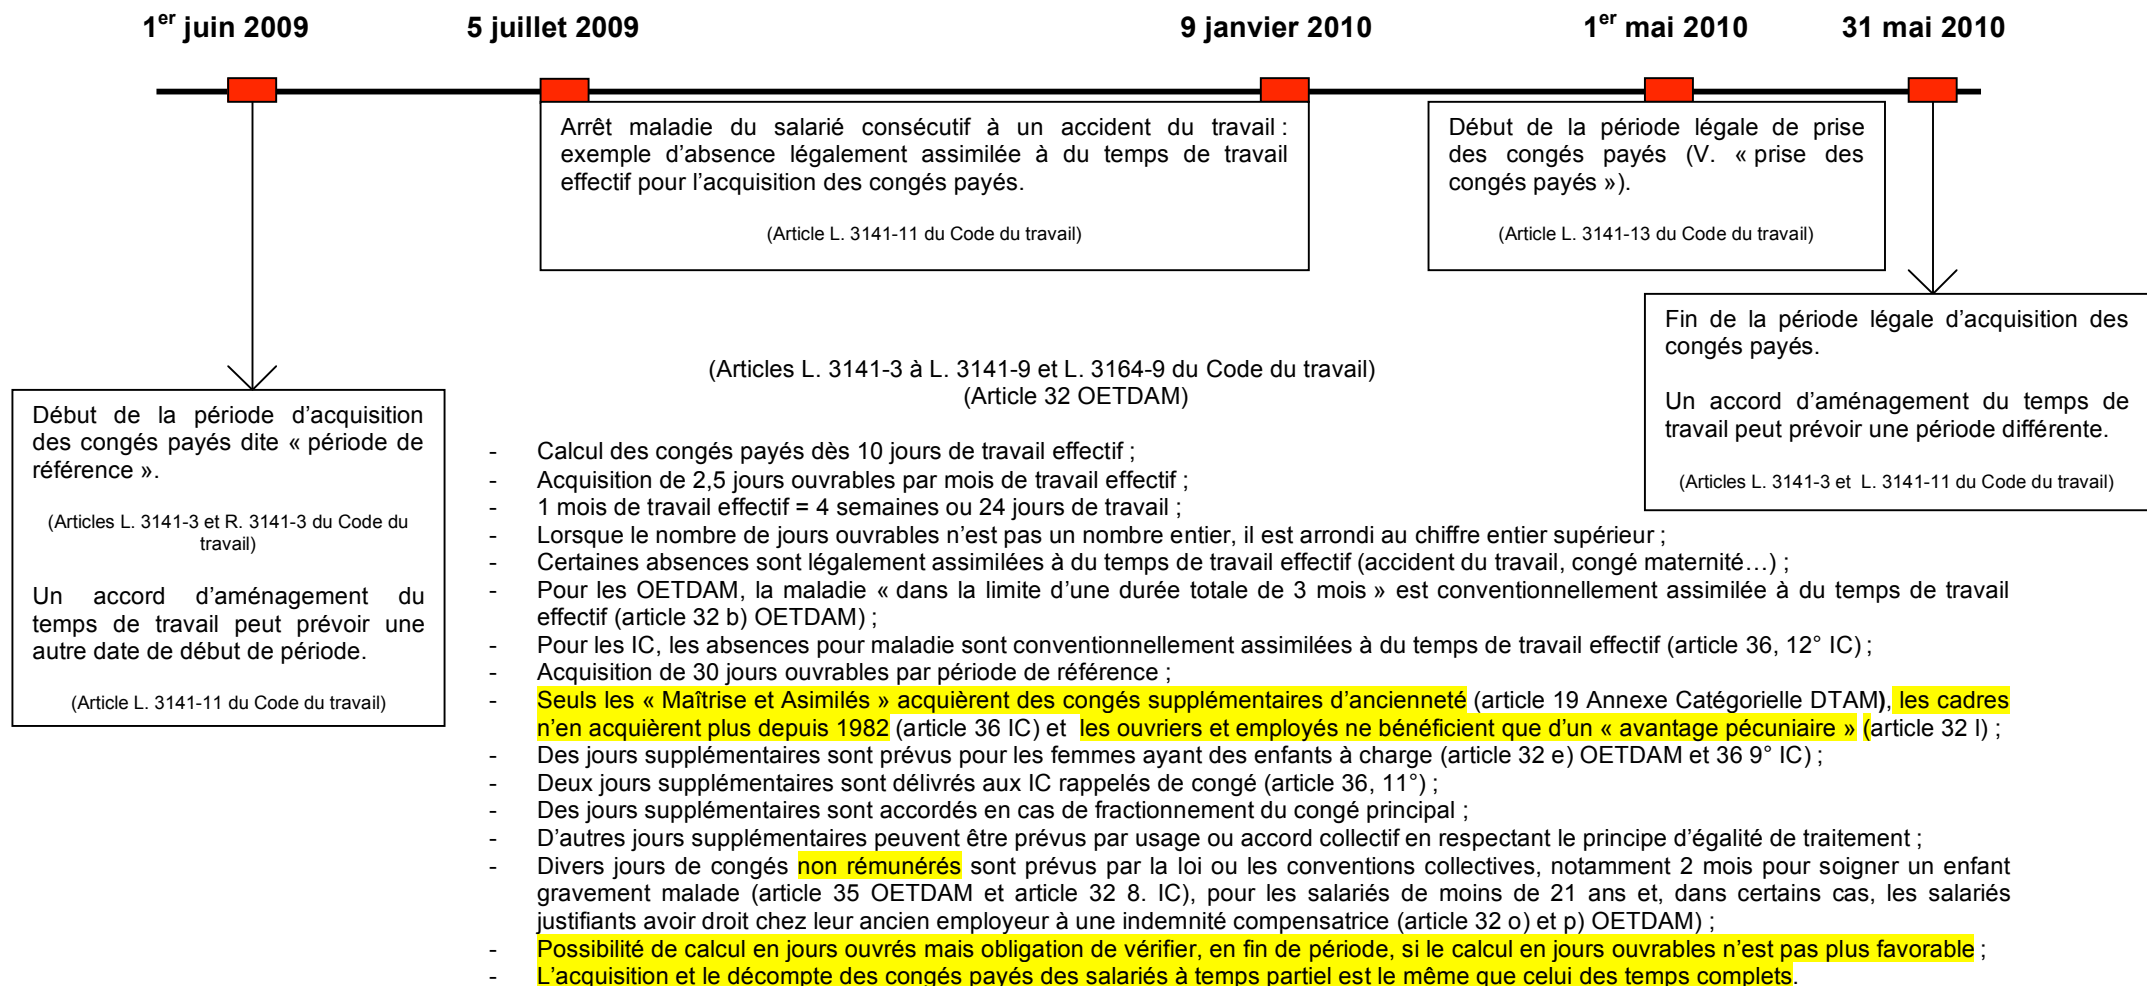 1er juin 2009
5 juillet 2009
9 janvier 2010
1er mai 2010
31 mai 2010
Arrêt maladie du salarié consécutif à un accident du travail :
exemple d'absence légalement assimilée à du temps de travail
effectif pour l'acquisition des congés payés.
(Article L. 3141-11 du Code du travail)
Début de la période légale de prise
des congés payés (V. « prise des
congés payés »).
(Article L. 3141-13 du Code du travail)
Fin de la période légale d'acquisition des
congés payés.
Un accord d'aménagement du temps de
travail peut prévoir une période différente.
(Articles L. 3141-3 et L. 3141-11 du Code du travail)
Début de la période d'acquisition
des congés payés dite « période de
référence ».
(Articles L. 3141-3 et R. 3141-3 du Code du
travail)
Un accord d'aménagement du
temps de travail peut prévoir une
autre date de début de période.
(Article L. 3141-11 du Code du travail)
(Articles L. 3141-3 à L. 3141-9 et L. 3164-9 du Code du travail)
(Article 32 OETDAM)
- Calcul des congés payés dès 10 jours de travail effectif ;
- Acquisition de 2,5 jours ouvrables par mois de travail effectif ;
- 1 mois de travail effectif = 4 semaines ou 24 jours de travail ;
- Lorsque le nombre de jours ouvrables n'est pas un nombre entier, il est arrondi au chiffre entier supérieur ;
- Certaines absences sont légalement assimilées à du temps de travail effectif (accident du travail, congé maternité…) ;
- Pour les OETDAM, la maladie « dans la limite d'une durée totale de 3 mois » est conventionnellement assimilée à du temps de travail
effectif (article 32 b) OETDAM) ;
- Pour les IC, les absences pour maladie sont conventionnellement assimilées à du temps de travail effectif (article 36, 12° IC) ;
- Acquisition de 30 jours ouvrables par période de référence ;
- Seuls les « Maîtrise et Asimilés » acquièrent des congés supplémentaires d'ancienneté (article 19 Annexe Catégorielle DTAM), les cadres
n'en acquièrent plus depuis 1982 (article 36 IC) et les ouvriers et employés ne bénéficient que d'un « avantage pécuniaire » (article 32 l) ;
- Des jours supplémentaires sont prévus pour les femmes ayant des enfants à charge (article 32 e) OETDAM et 36 9° IC) ;
- Deux jours supplémentaires sont délivrés aux IC rappelés de congé (article 36, 11°) ;
- Des jours supplémentaires sont accordés en cas de fractionnement du congé principal ;
- D'autres jours supplémentaires peuvent être prévus par usage ou accord collectif en respectant le principe d'égalité de traitement ;
- Divers jours de congés non rémunérés sont prévus par la loi ou les conventions collectives, notamment 2 mois pour soigner un enfant
gravement malade (article 35 OETDAM et article 32 8. IC), pour les salariés de moins de 21 ans et, dans certains cas, les salariés
justifiants avoir droit chez leur ancien employeur à une indemnité compensatrice (article 32 o) et p) OETDAM) ;
- Possibilité de calcul en jours ouvrés mais obligation de vérifier, en fin de période, si le calcul en jours ouvrables n'est pas plus favorable ;
- L'acquisition et le décompte des congés payés des salariés à temps partiel est le même que celui des temps complets.